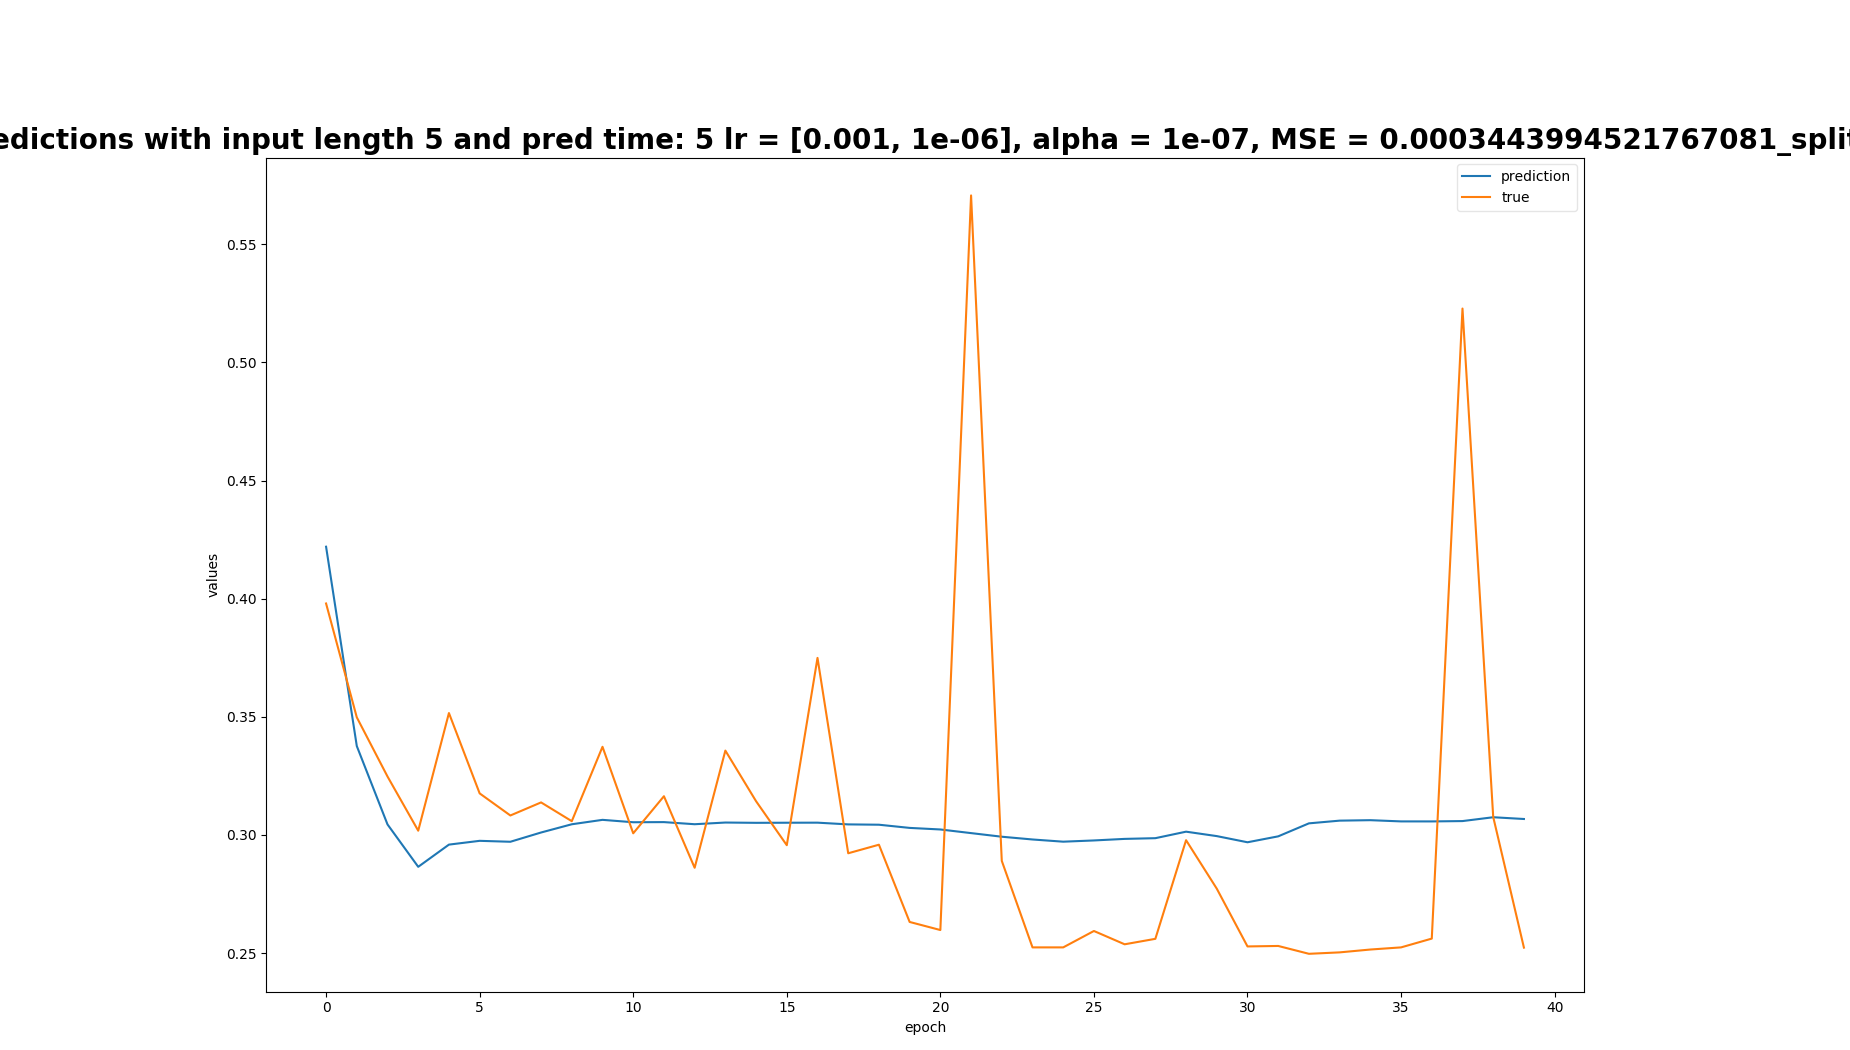 edictions with input length 5 and pred time: 5 lr = [0.001, 1e-06], alpha = 1e-07, MSE = 0.0003443994521767081_split
prediction
true
0.55
0.50
0.45
0.40
0.35
0.30
0.25
values
0 5 10 15 20 25 30 35 40
epoch